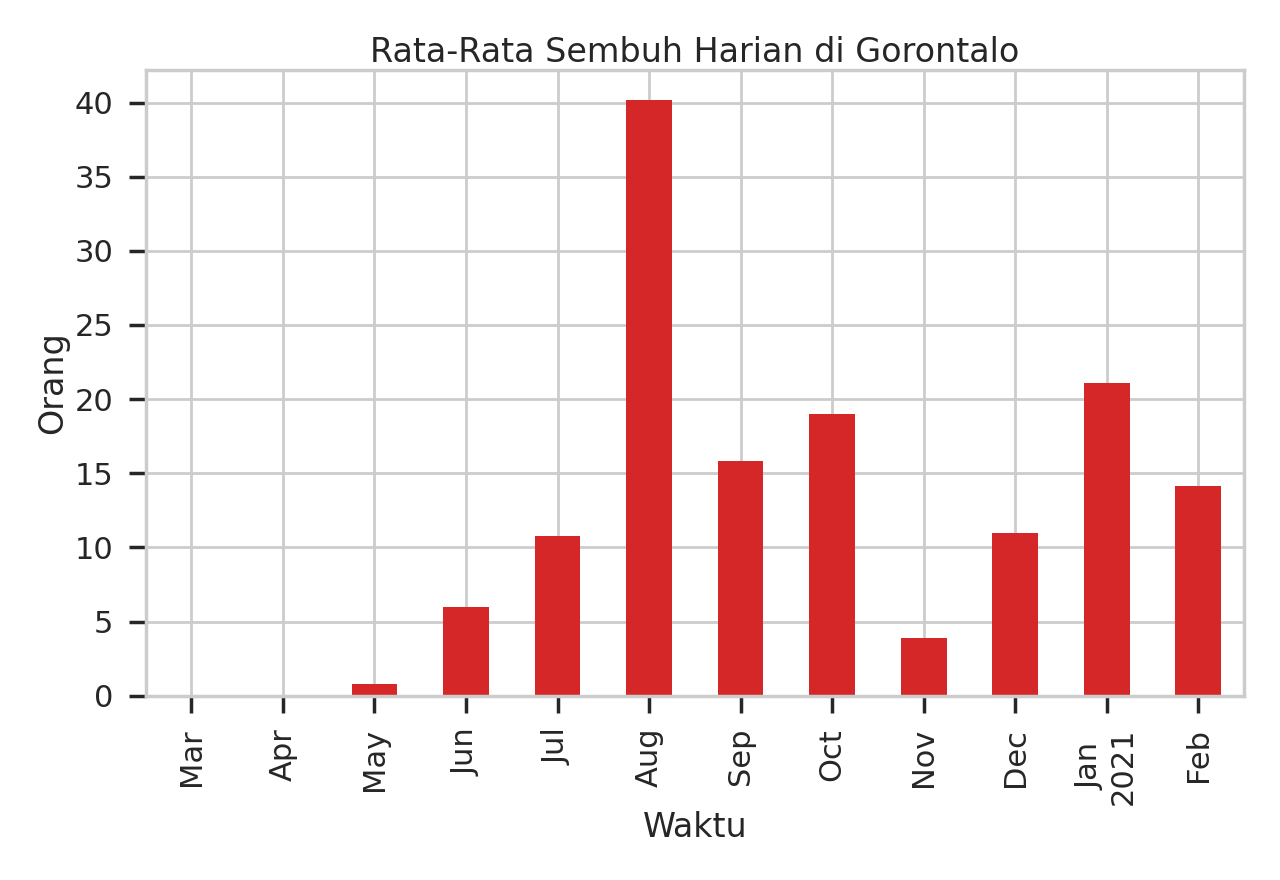 Rata-Rata Sembuh Harian di Gorontalo
Orang
40
35
30
25
20
15
10
5
0
Mar
Apr
May
Jun
Jul
Aug
Sep
Oct
Nov
Dec
Jan
2021
Feb
Waktu